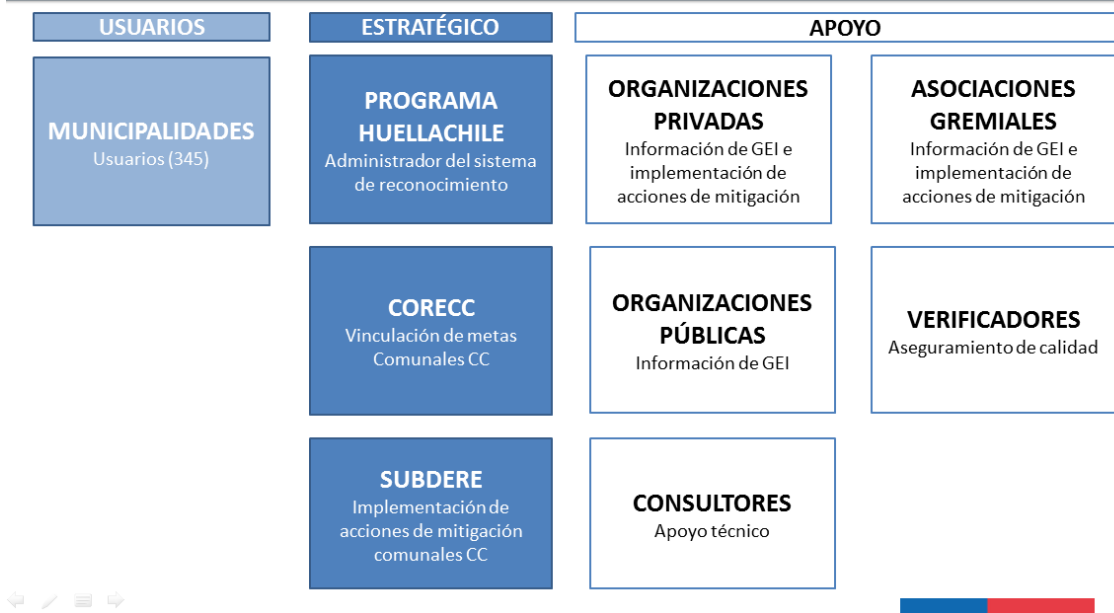 USUARIOS
ESTRATÉGICO
APOYO
MUNICIPALIDADES
Usuarios (345)
PROGRAMA
HUELLACHILE
Administrador del sistema
de reconocimiento
ORGANIZACIONES
PRIVADAS
Información de GEI e
implementación de
acciones de mitigación
ASOCIACIONES
GREMIALES
Información de GEI e
implementación de
acciones de mitigación
CORECC
Vinculación de metas
Comunales CC
ORGANIZACIONES
PÚBLICAS
Información de GEI
VERIFICADORES
Aseguramiento de calidad
SUBDERE
Implementación de
acciones de mitigación
comunales CC
CONSULTORES
Apoyo técnico